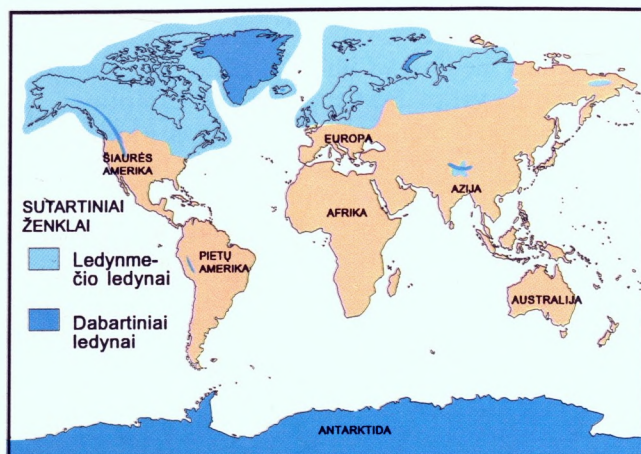 EUROPA
ŠIAURĖS
AMERIKA
AZIJA
AFRIKA
SUTARTINIAI
ŽENKLAI
Ledynme-
čio ledynai
PIETŲ
AMERIKA
AUSTRALIJA
Dabartiniai
ledynai
ANTARKTIDA